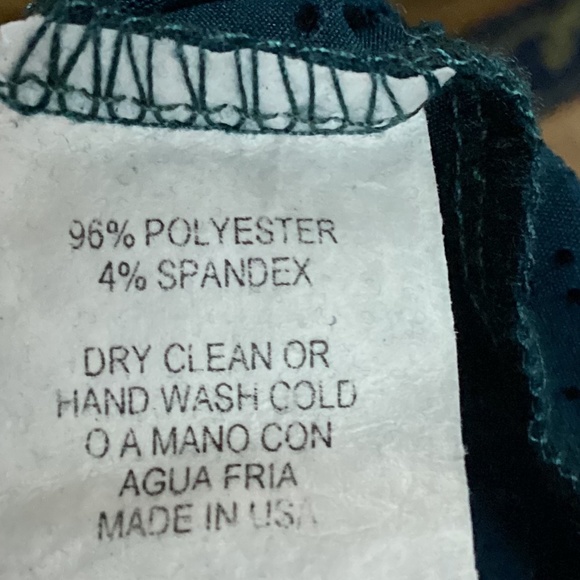 96% POLYESTER
4% SPANDEX
DRY CLEAN OR
HAND WASH COLD
O A MANO CON
AGUA FRIA
MADE IN USA